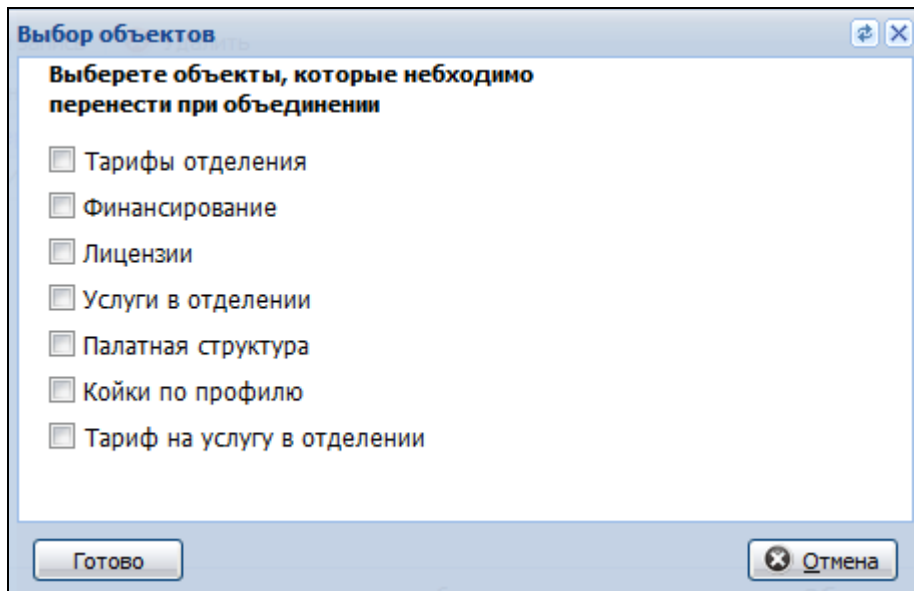 Выбор объектов
Выберете объекты, которые небходимо
перенести при объединении
Тарифы отделения
Финансирование
Лицензии
Услуги в отделении
Палатная структура
Койки по профилю
Тариф на услугу в отделении
Готово
Отмена